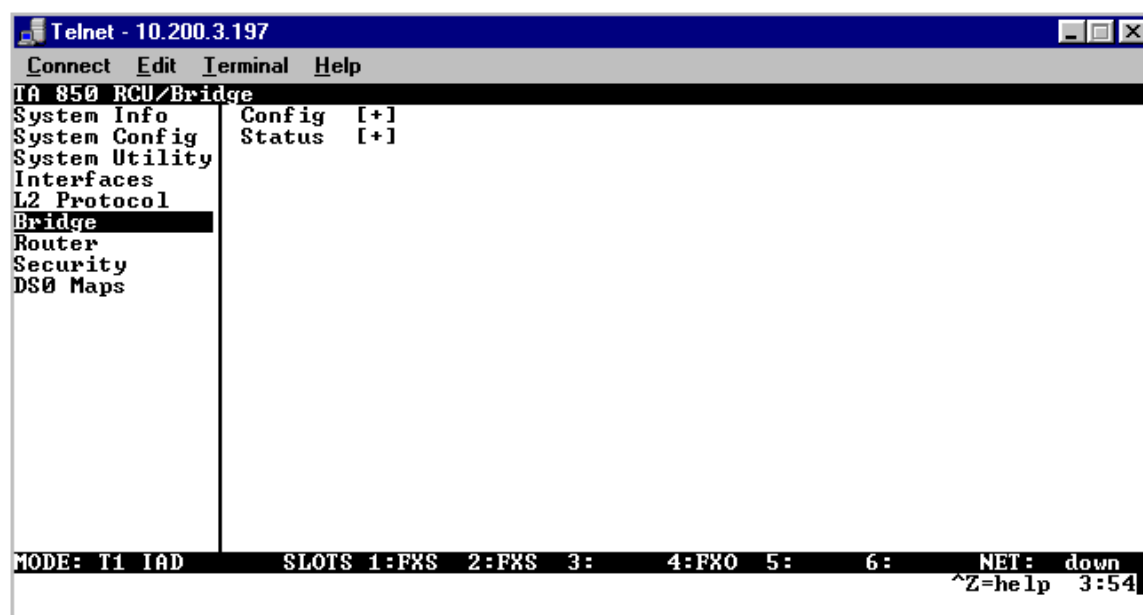 Telnet - 10.200.3.197
Connect Edit Terminal Help
TA 850 RCU/Bridge
System Info Config [+]
System Config Status [+]
System Utility
Interfaces
L2 Protocol
Bridge
Router
Security
DS0 Maps
MODE: T1 IAD SLOTS 1:FXS 2:FXS 3: 4:FXO 5: 6: NET: down
^Z=help 3:54